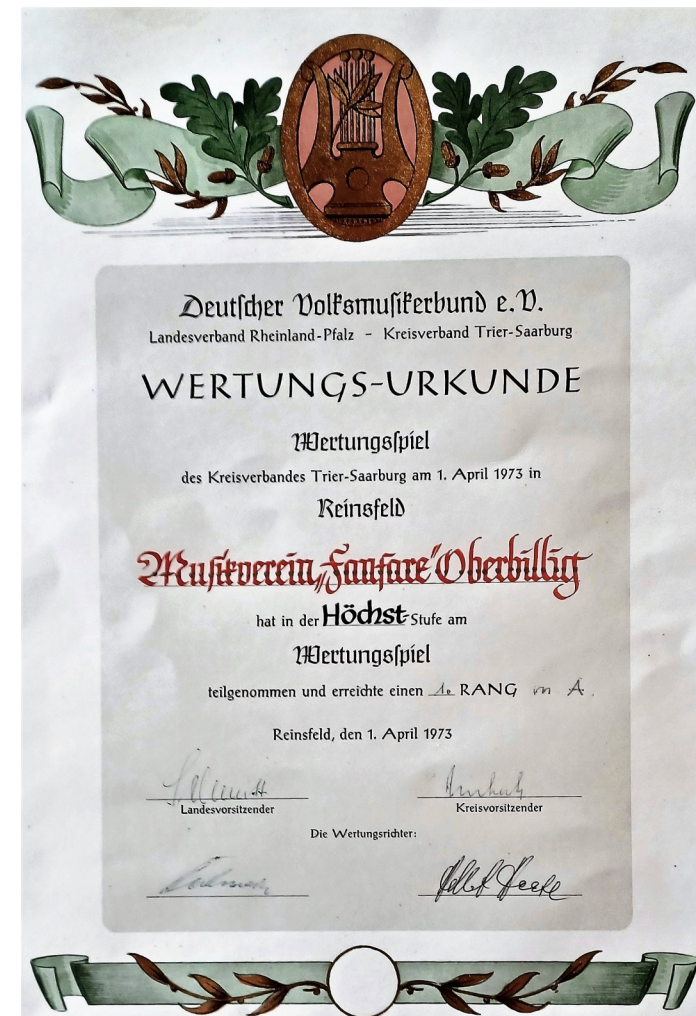 Deutscher Volksmusikerbund e. V.
Landesverband Rheinland-Pfalz – Kreisverband Trier-Saarburg
WERTUNGS-URKUNDE
Wertungsspiel
des Kreisverbandes Trier-Saarburg am 1. April 1973 in
Reinsfeld
Musikverein „Fanfare" Oberbillig
hat in der Höchst-Stufe am
Wertungsspiel
teilgenommen und erreichte einen 1. RANG m A.
Reinsfeld, den 1. April 1973
Landesvorsitzender
Kreisvorsitzender
Die Wertungsrichter: